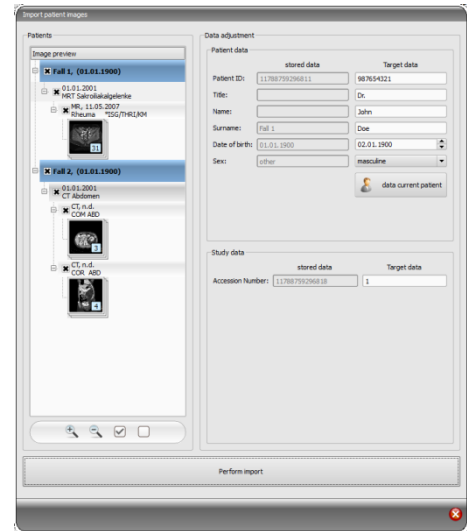 Import patient images
Patients
Image preview
Fall 1, (01.01.1900)
01.01.2001
MRT Sakroiliakalgelenke
MR, 11.05.2007
Rheuma *ISG/THRI/KM
31
Fall 2, (01.01.1900)
01.01.2001
CT Abdomen
CT, n.d.
COM ABD
3
CT, n.d.
COR ABD
4
Data adjustment
Patient data
stored data Target data
Patient ID: 11788759296811 987654321
Title: Dr.
Name: John
Surname: Fall 1 Doe
Date of birth: 01.01.1900 02.01.1900
Sex: other masculine
data current patient
Study data
stored data Target data
Accession Number: 11788759296818 1
Perform import